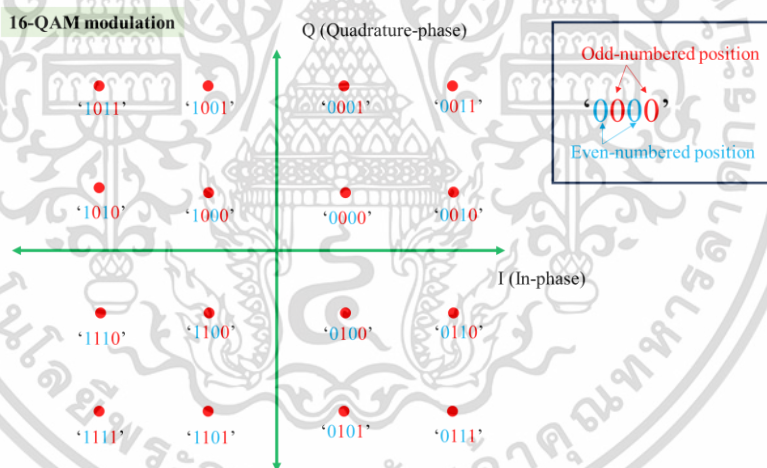 16-QAM modulation
Q (Quadrature-phase)
Odd-numbered position
‘0000’
Even-numbered position
‘1011’ ‘1001’ ‘0001’ ‘0011’
‘1010’ ‘1000’ ‘0000’ ‘0010’
I (In-phase)
‘1110’ ‘1100’ ‘0100’ ‘0110’
‘1111’ ‘1101’ ‘0101’ ‘0111’